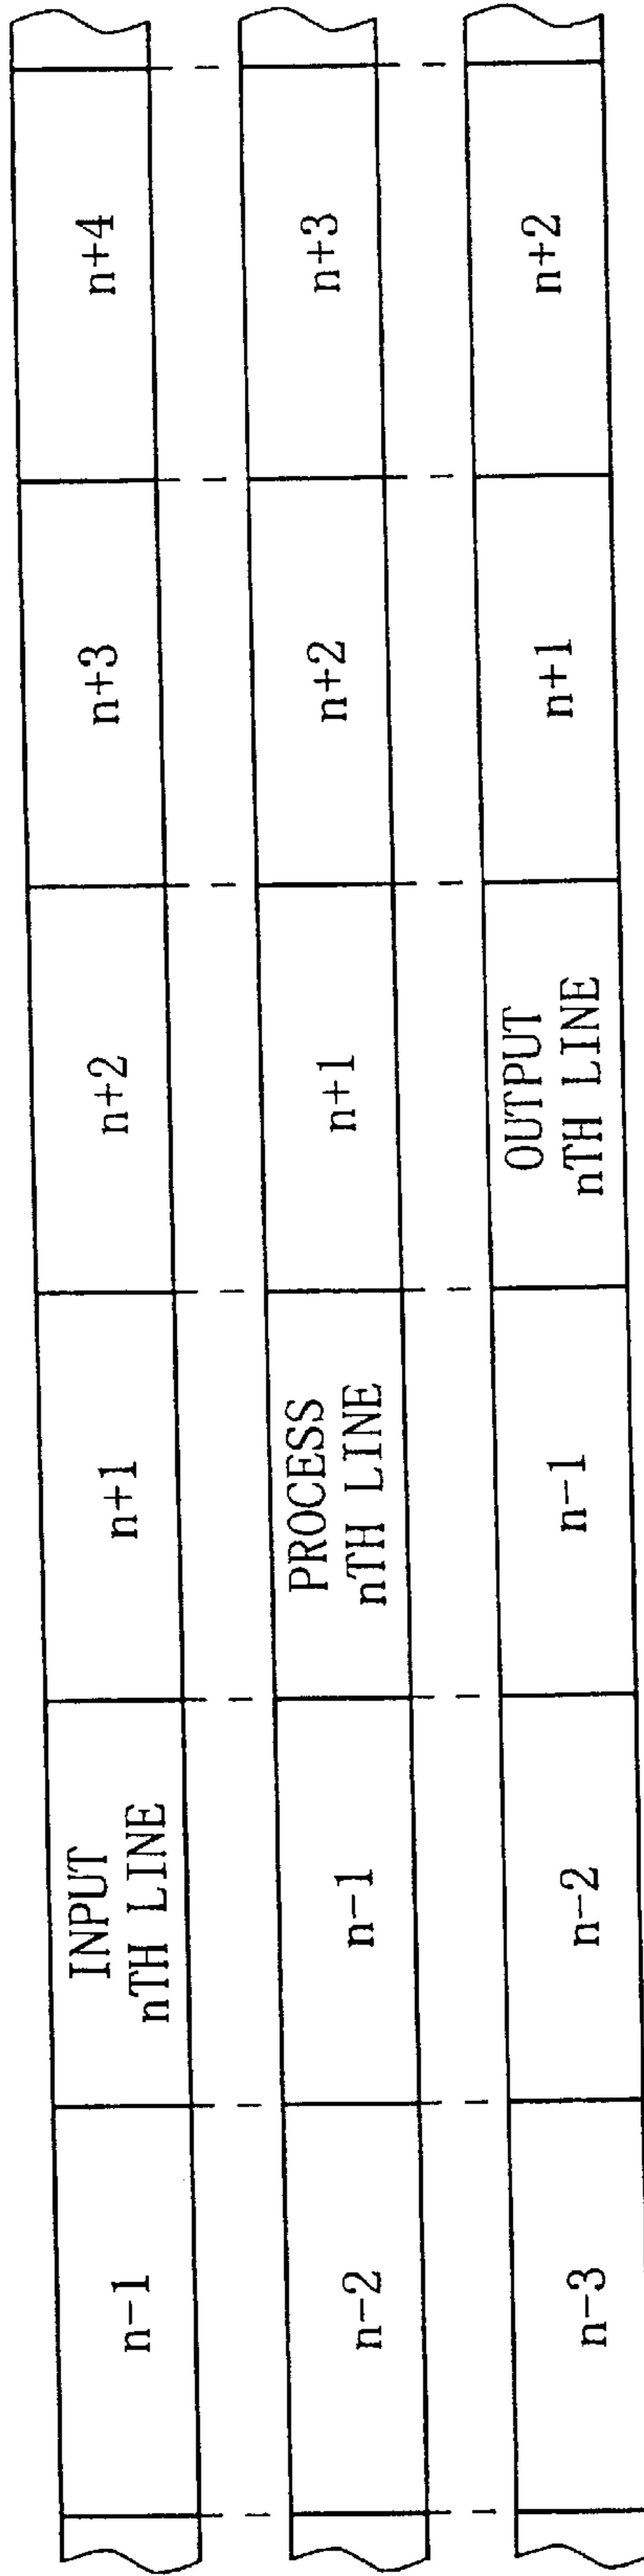 n-1
INPUT
nTH LINE
n+1
n+2
n+3
n+4
n-2
n-1
PROCESS
nTH LINE
n+1
n+2
n+3
n-3
n-2
n-1
OUTPUT
nTH LINE
n+1
n+2